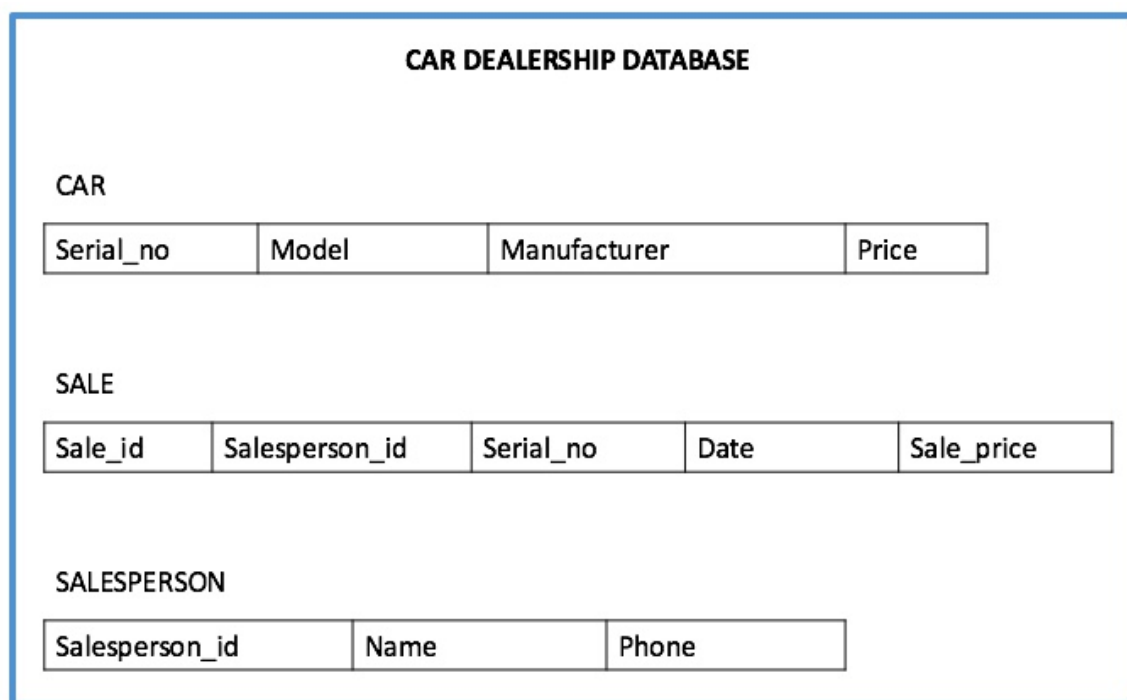 CAR DEALERSHIP DATABASE
CAR
Serial_no Model Manufacturer Price
SALE
Sale_id Salesperson_id Serial_no Date Sale_price
SALESPERSON
Salesperson_id Name Phone